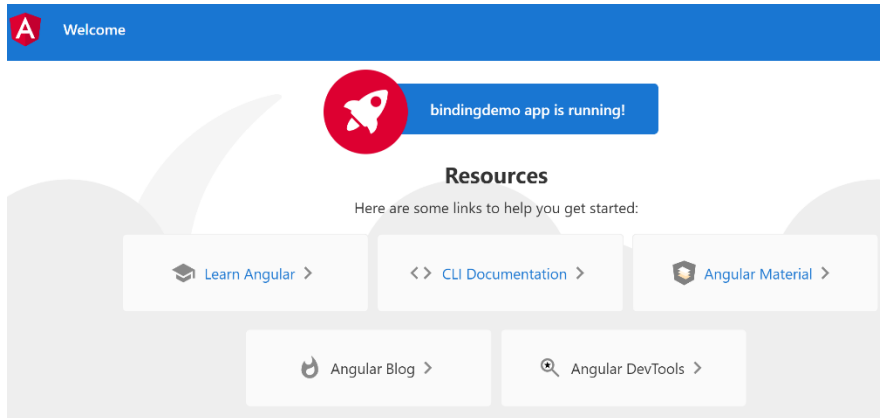 Welcome
bindingdemo app is running!
Resources
Here are some links to help you get started:
Learn Angular
CLI Documentation
Angular Material
Angular Blog
Angular DevTools